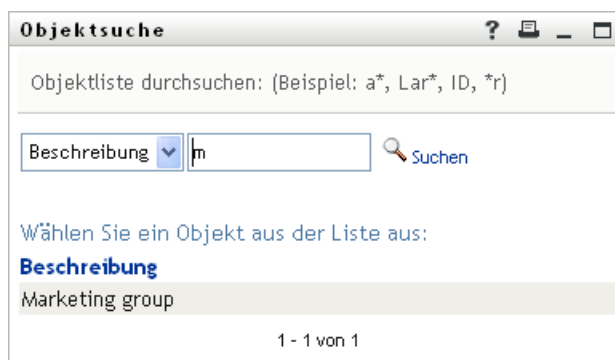 Objektsuche
Objektliste durchsuchen: (Beispiel: a*, Lar*, ID, *r)
Beschreibung m Suchen
Wählen Sie ein Objekt aus der Liste aus:
Beschreibung
Marketing group
1 - 1 von 1